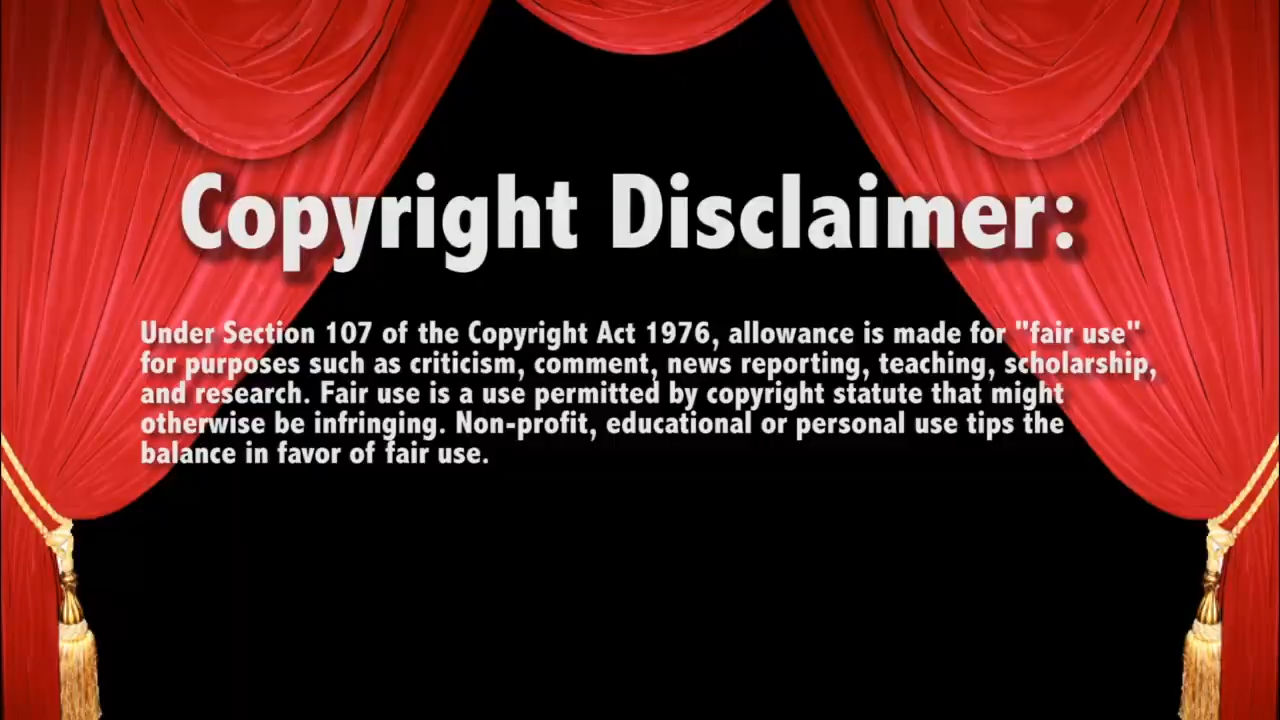 Copyright Disclaimer:
Under Section 107 of the Copyright Act 1976, allowance is made for "fair use"
for purposes such as criticism, comment, news reporting, teaching, scholarship,
and research. Fair use is a use permitted by copyright statute that might
otherwise be infringing. Non-profit, educational or personal use tips the
balance in favor of fair use.